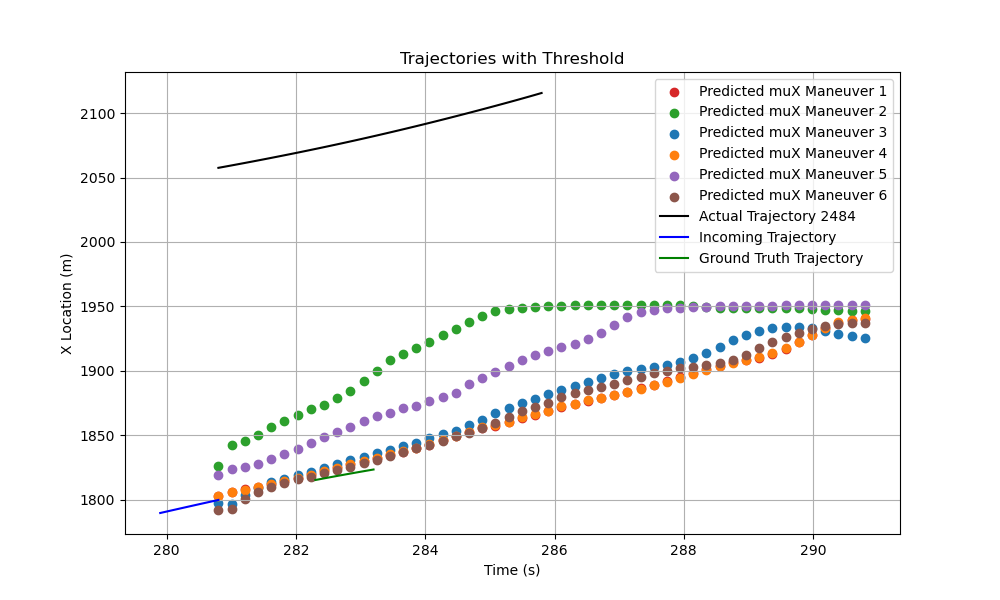 Trajectories with Threshold
Predicted muX Maneuver 1
Predicted muX Maneuver 2
Predicted muX Maneuver 3
Predicted muX Maneuver 4
Predicted muX Maneuver 5
Predicted muX Maneuver 6
Actual Trajectory 2484
Incoming Trajectory
Ground Truth Trajectory
X Location (m)
2100
2050
2000
1950
1900
1850
1800
280 282 284 286 288 290
Time (s)